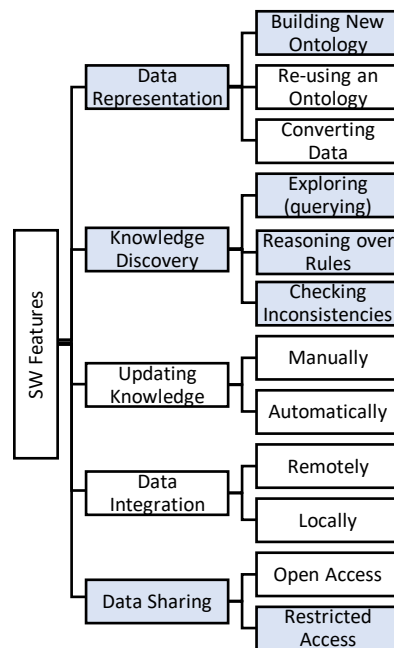 SW Features
Data
Representation
Building New
Ontology
Re-using an
Ontology
Converting
Data
Knowledge
Discovery
Exploring
(querying)
Reasoning over
Rules
Checking
Inconsistencies
Updating
Knowledge
Manually
Automatically
Data
Integration
Remotely
Locally
Data Sharing
Open Access
Restricted
Access